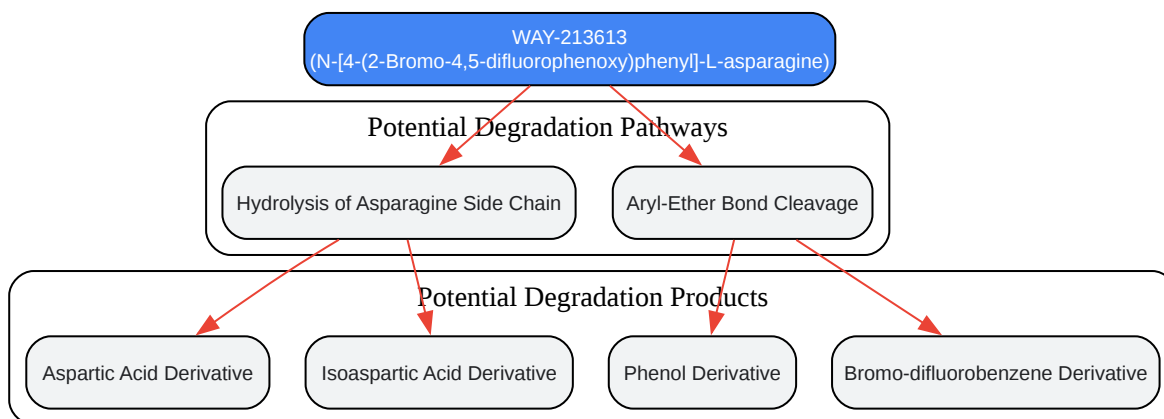 WAY-213613
(N-[4-(2-Bromo-4,5-difluorophenoxy)phenyl]-L-asparagine)
Potential Degradation Pathways
Hydrolysis of Asparagine Side Chain
Aryl-Ether Bond Cleavage
Potential Degradation Products
Aspartic Acid Derivative
Isoaspartic Acid Derivative
Phenol Derivative
Bromo-difluorobenzene Derivative